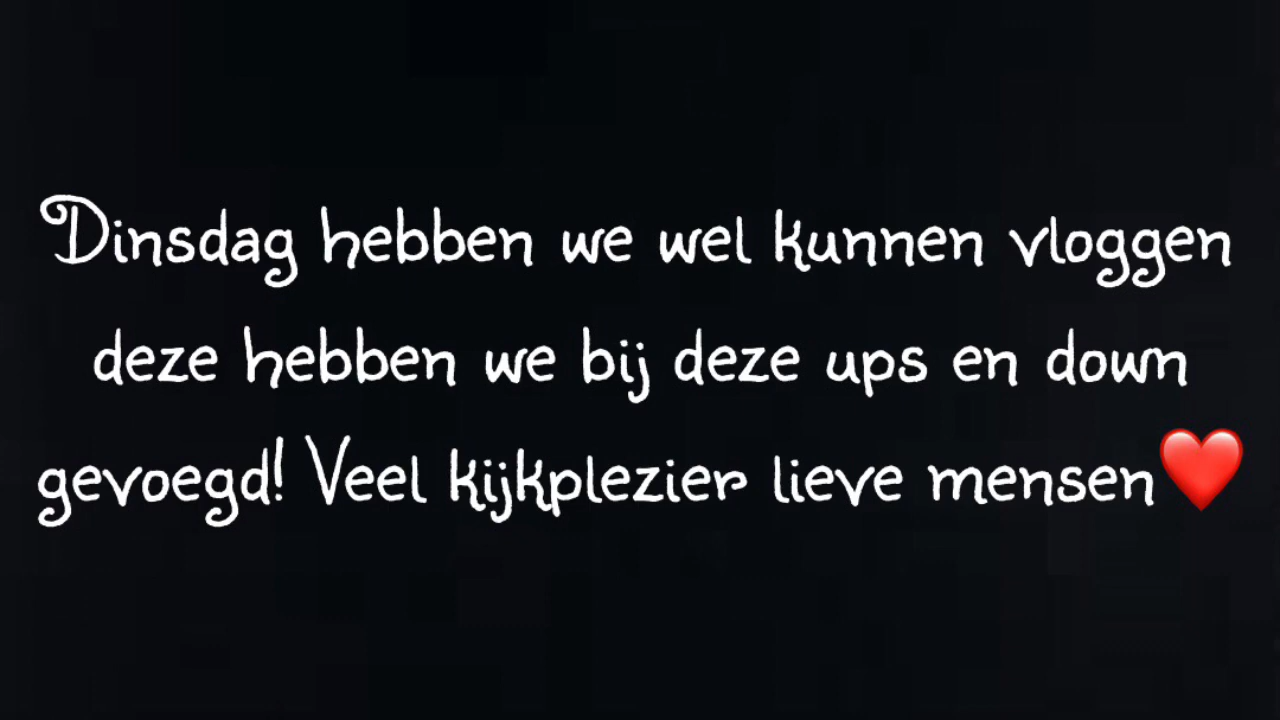 Dinsdag hebben we wel kunnen vloggen
deze hebben we bij deze ups en down
gevoegd! Veel kijkplezier lieve mensen❤️